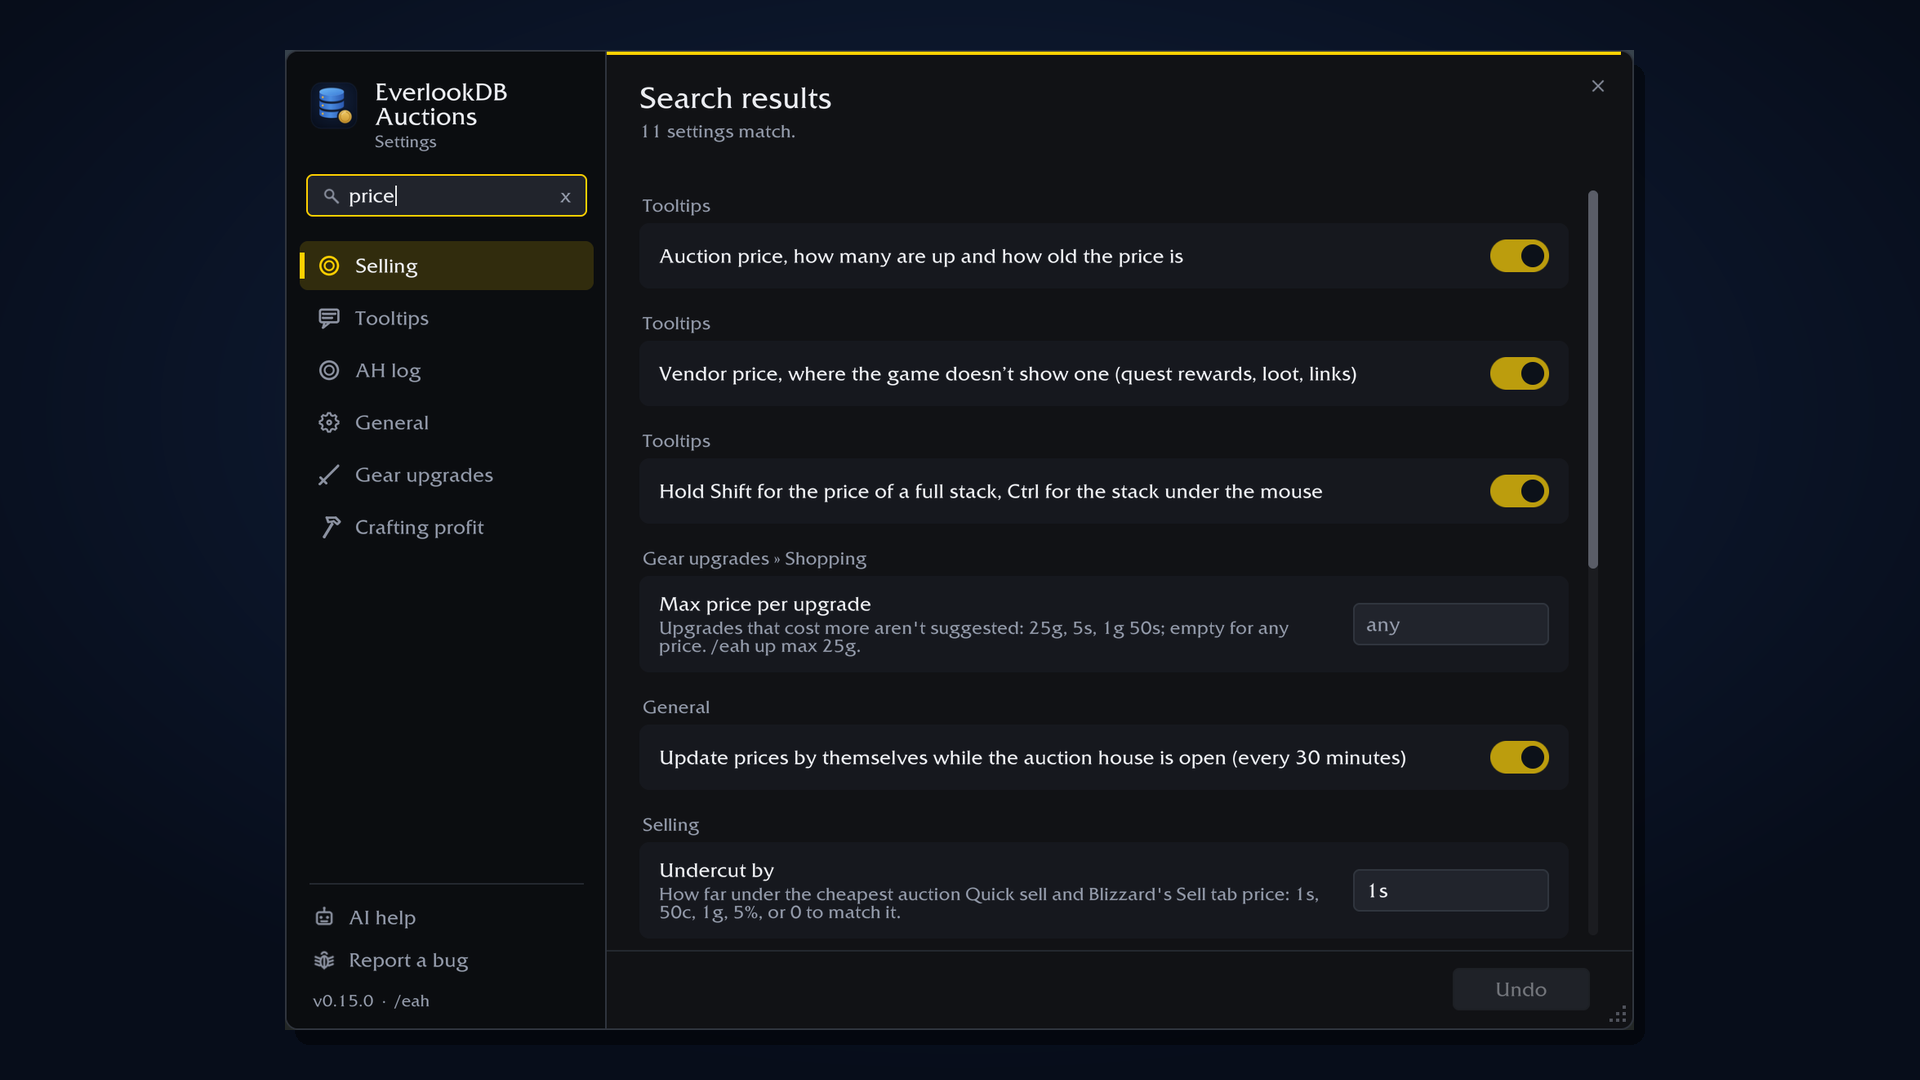 EverlookDB
Auctions
Settings
price
x
Selling
Tooltips
AH log
General
Gear upgrades
Crafting profit
AI help
Report a bug
v0.15.0 · /eah
Search results
11 settings match.
Tooltips
Auction price, how many are up and how old the price is
Tooltips
Vendor price, where the game doesn’t show one (quest rewards, loot, links)
Tooltips
Hold Shift for the price of a full stack, Ctrl for the stack under the mouse
Gear upgrades » Shopping
Max price per upgrade
Upgrades that cost more aren't suggested: 25g, 5s, 1g 50s; empty for any
price. /eah up max 25g.
any
General
Update prices by themselves while the auction house is open (every 30 minutes)
Selling
Undercut by
How far under the cheapest auction Quick sell and Blizzard's Sell tab price: 1s,
50c, 1g, 5%, or 0 to match it.
1s
Undo